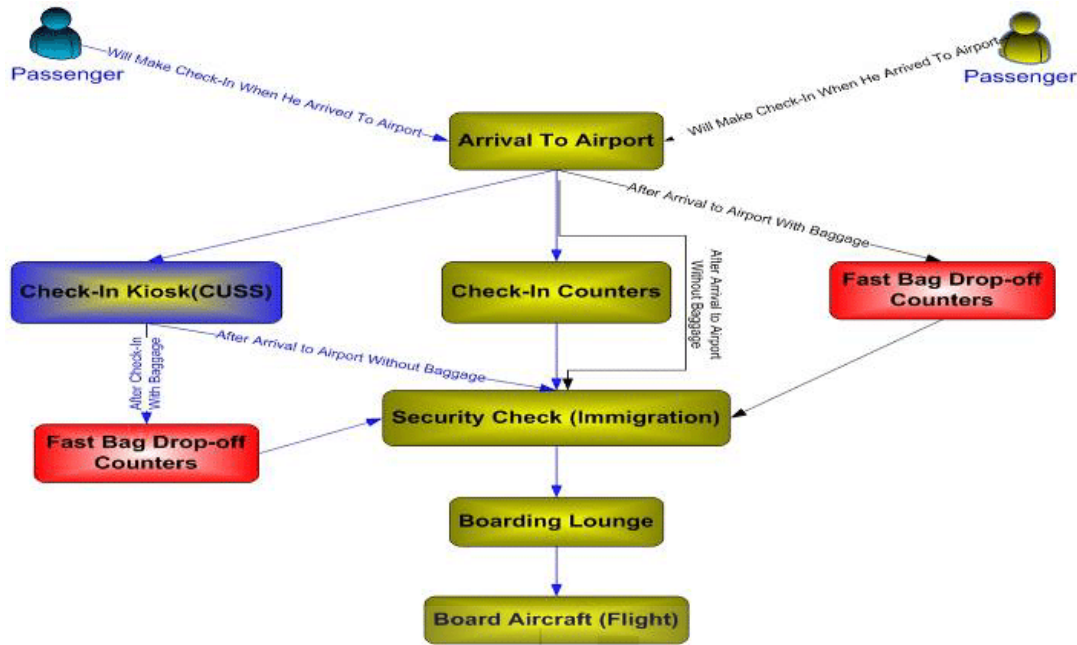 Passenger
Will Make Check-In When He Arrived To Airport
Passenger
Will Make Check-In When He Arrived To Airport
Arrival To Airport
After Arrival to Airport With Baggage
Check-In Kiosk(CUSS)
Check-In Counters
After Arrival to Airport
Without Baggage
Fast Bag Drop-off
Counters
After Check-In
With Baggage
After Arrival to Airport Without Baggage
Security Check (Immigration)
Fast Bag Drop-off
Counters
Boarding Lounge
Board Aircraft (Flight)